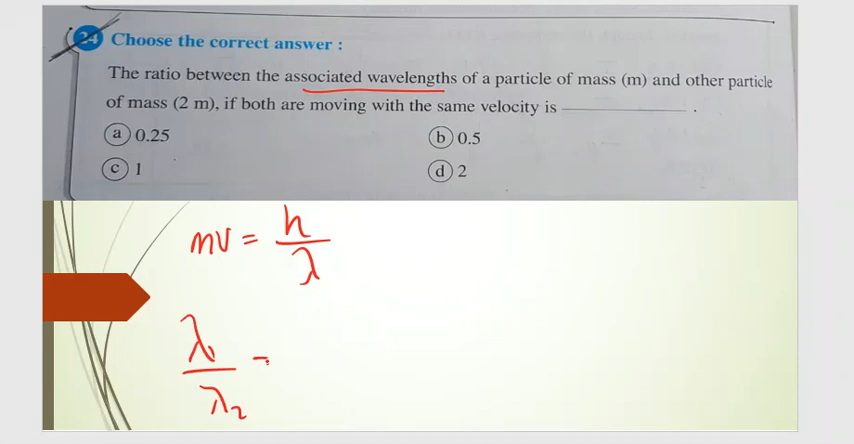 24 Choose the correct answer :
The ratio between the associated wavelengths of a particle of mass (m) and other particle
of mass (2 m), if both are moving with the same velocity is ____________ .
a 0.25
b 0.5
c 1
d 2
mv = h/λ
λ₁/λ₂ =